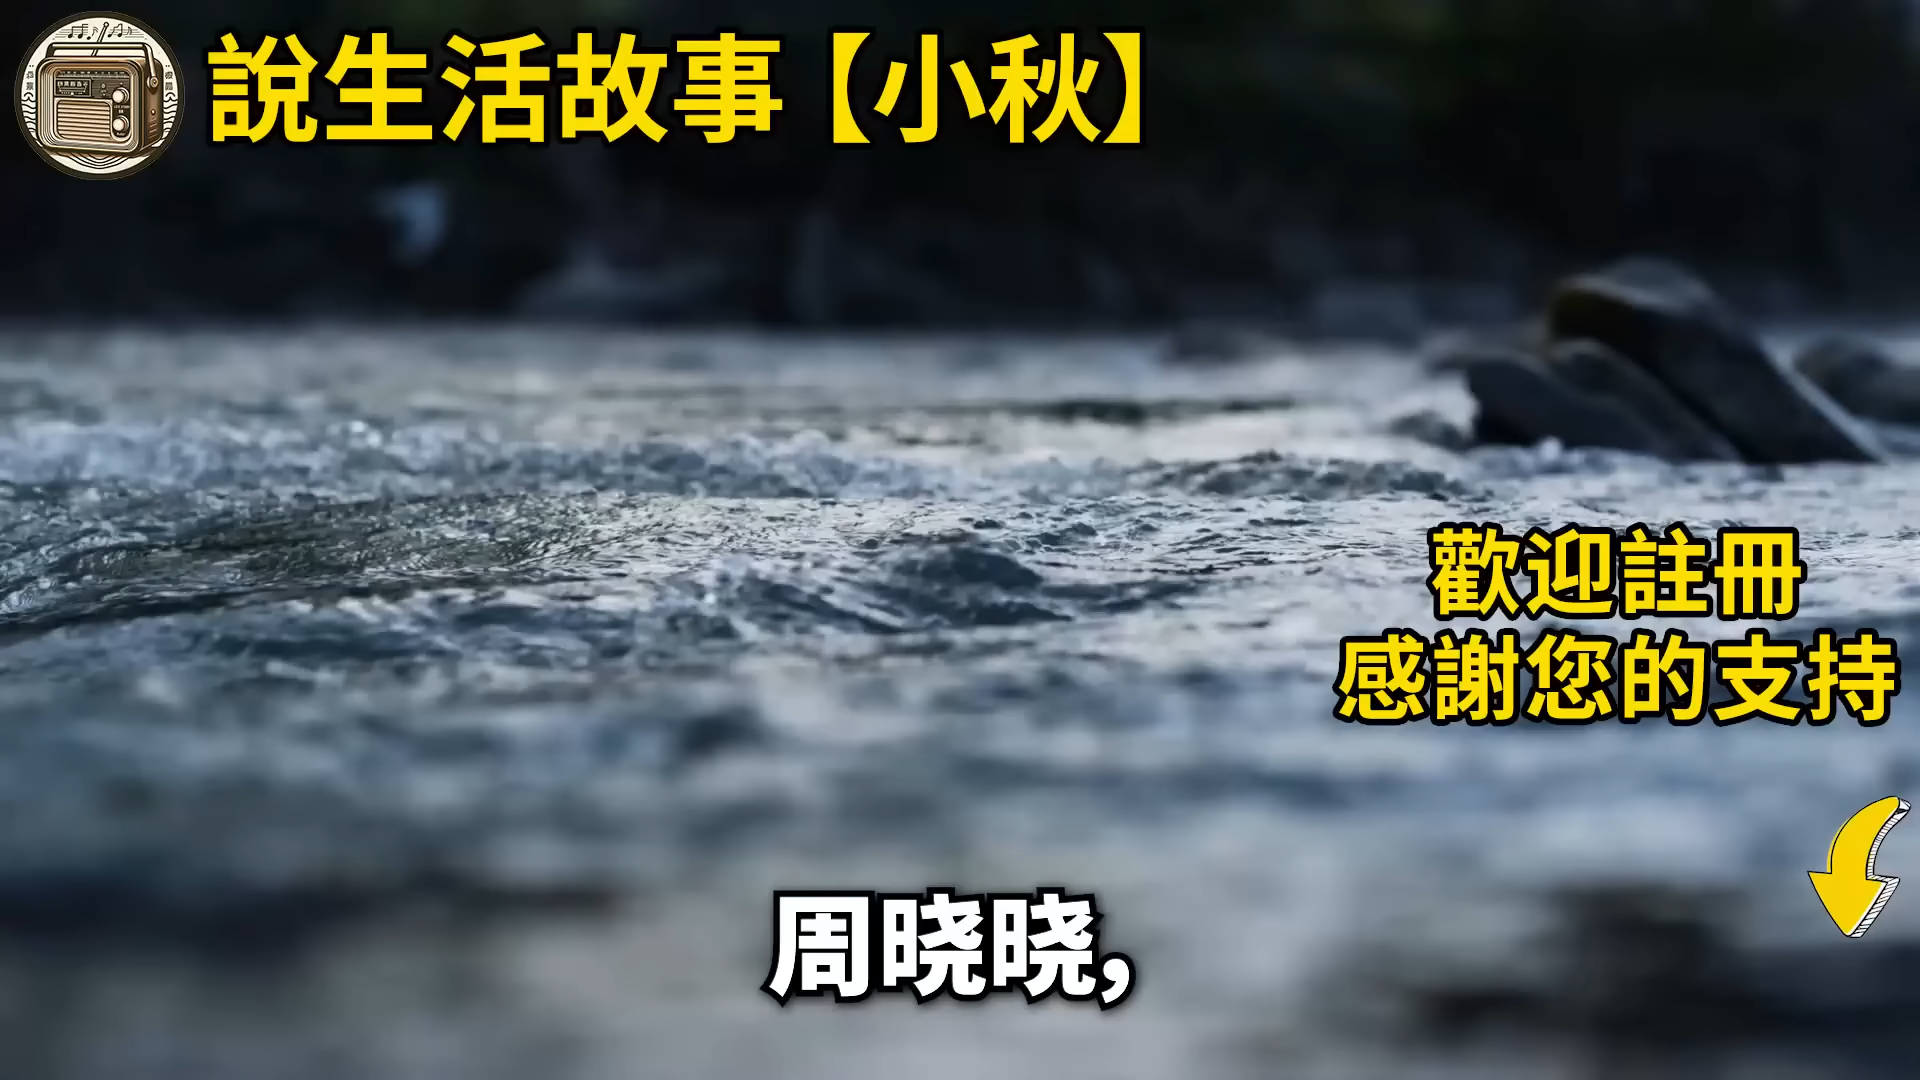 說生活故事【小秋】
歡迎註冊
感謝您的支持
周晓晓,